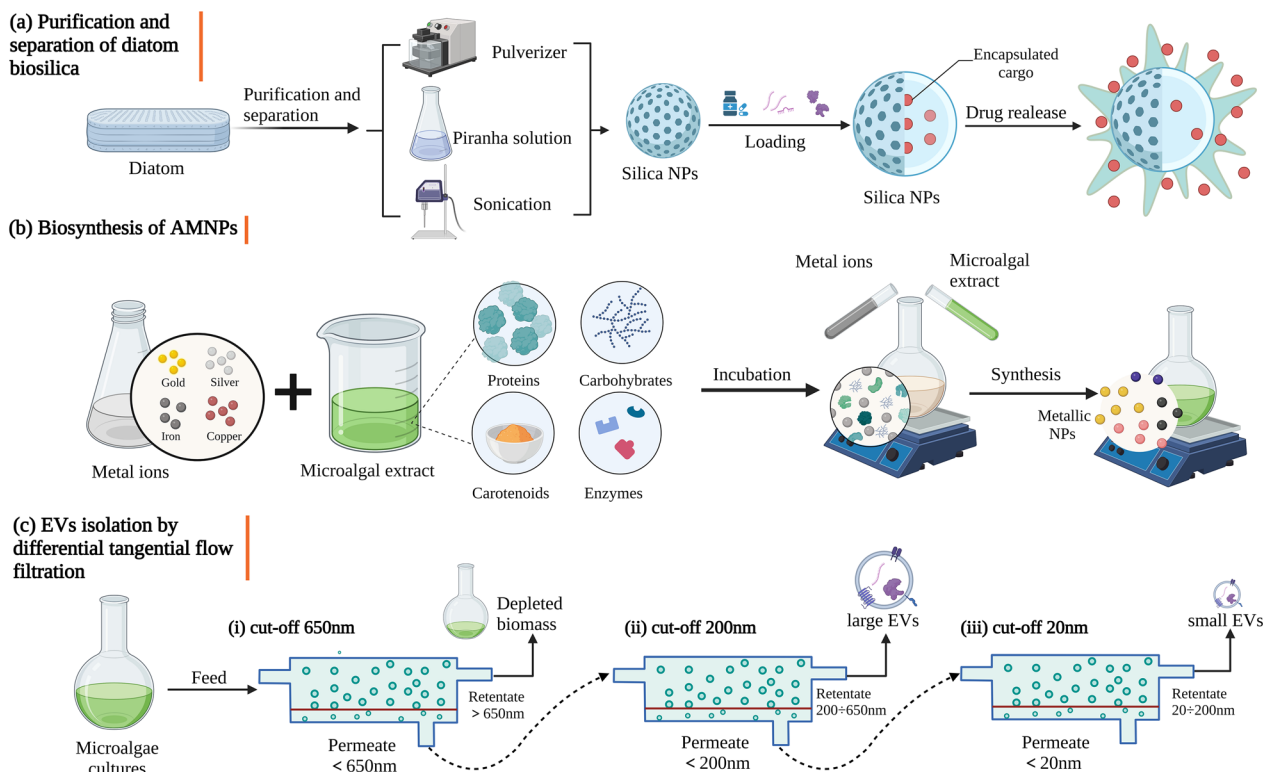 (a) Purification and
separation of diatom
biosilica
Diatom
Purification and
separation
Pulverizer
Piranha solution
Sonication
Silica NPs
Loading
Encapsulated
cargo
Silica NPs
Drug realease
(b) Biosynthesis of AMNPs
Gold
Silver
Iron
Copper
Metal ions
Microalgal extract
Proteins
Carbohybrates
Carotenoids
Enzymes
Incubation
Metal ions
Microalgal
extract
Synthesis
Metallic
NPs
(c) EVs isolation by
differential tangential flow
filtration
Microalgae
cultures
Feed
(i) cut-off 650nm
Depleted
biomass
Retentate
> 650nm
Permeate
< 650nm
(ii) cut-off 200nm
large EVs
Retentate
200÷650nm
Permeate
< 200nm
(iii) cut-off 20nm
small EVs
Retentate
20÷200nm
Permeate
< 20nm